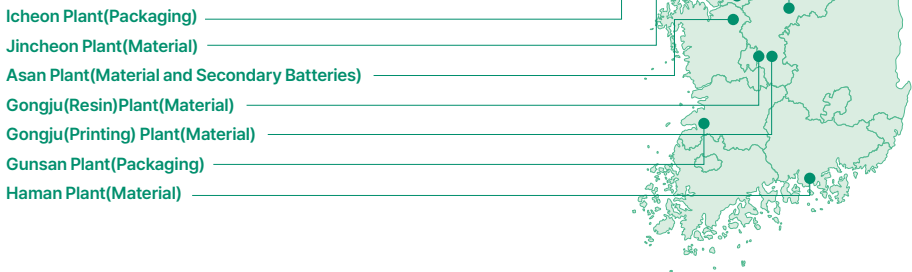 Icheon Plant(Packaging)
Jincheon Plant(Material)
Asan Plant(Material and Secondary Batteries)
Gongju(Resin)Plant(Material)
Gongju(Printing) Plant(Material)
Gunsan Plant(Packaging)
Haman Plant(Material)